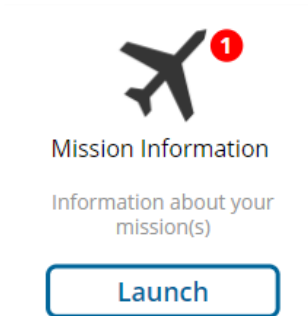 1
Mission Information
Information about your
mission(s)
Launch